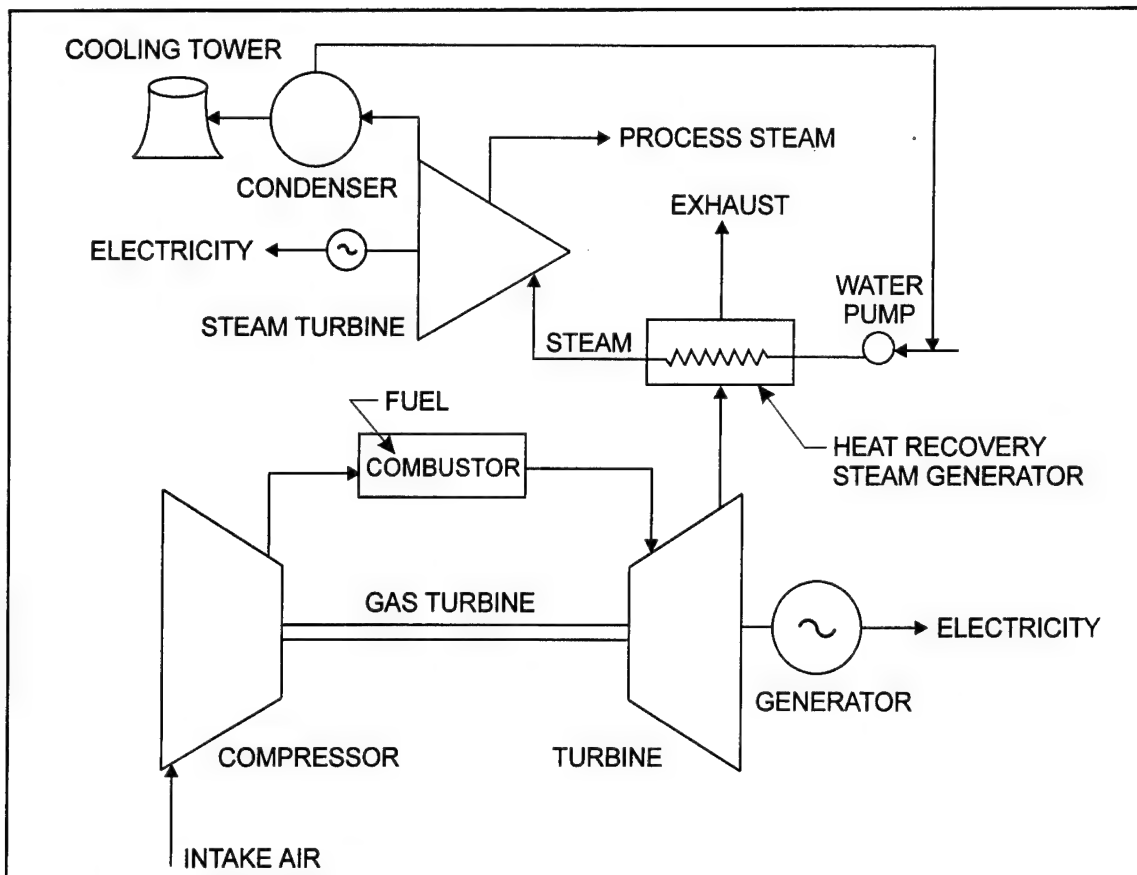 COOLING TOWER
CONDENSER
PROCESS STEAM
EXHAUST
ELECTRICITY
~
STEAM TURBINE
WATER
PUMP
STEAM
FUEL
COMBUSTOR
HEAT RECOVERY
STEAM GENERATOR
GAS TURBINE
~
ELECTRICITY
GENERATOR
COMPRESSOR
TURBINE
INTAKE AIR